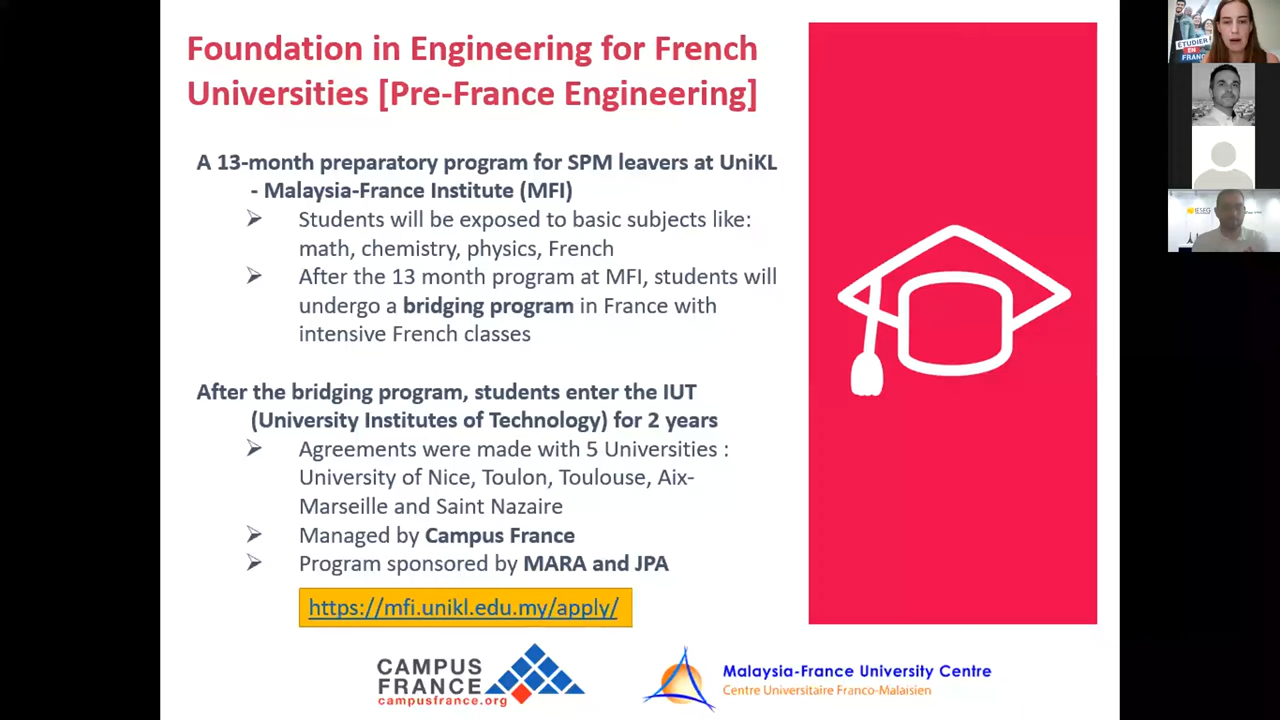 Foundation in Engineering for French
Universities [Pre-France Engineering]
A 13-month preparatory program for SPM leavers at UniKL
- Malaysia-France Institute (MFI)
Students will be exposed to basic subjects like:
math, chemistry, physics, French
After the 13 month program at MFI, students will
undergo a bridging program in France with
intensive French classes
After the bridging program, students enter the IUT
(University Institutes of Technology) for 2 years
Agreements were made with 5 Universities :
University of Nice, Toulon, Toulouse, Aix-
Marseille and Saint Nazaire
Managed by Campus France
Program sponsored by MARA and JPA
https://mfi.unikl.edu.my/apply/
CAMPUS
FRANCE
campusfrance.org
Malaysia-France University Centre
Centre Universitaire Franco-Malaisien
ÉTUDIER
EN
FRANCE
IESEG